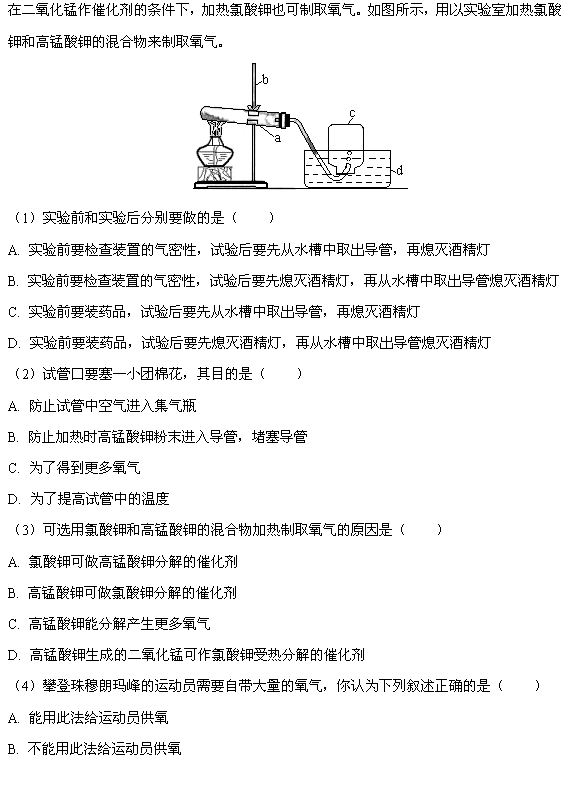 在二氧化锰作催化剂的条件下，加热氯酸钾也可制取氧气。如图所示，用以实验室加热氯酸
钾和高锰酸钾的混合物来制取氧气。
b
c
a
d
（1）实验前和实验后分别要做的是（　　）
A. 实验前要检查装置的气密性，试验后要先从水槽中取出导管，再熄灭酒精灯
B. 实验前要检查装置的气密性，试验后要先熄灭酒精灯，再从水槽中取出导管熄灭酒精灯
C. 实验前要装药品，试验后要先从水槽中取出导管，再熄灭酒精灯
D. 实验前要装药品，试验后要先熄灭酒精灯，再从水槽中取出导管熄灭酒精灯
（2）试管口要塞一小团棉花，其目的是（　　）
A. 防止试管中空气进入集气瓶
B. 防止加热时高锰酸钾粉末进入导管，堵塞导管
C. 为了得到更多氧气
D. 为了提高试管中的温度
（3）可选用氯酸钾和高锰酸钾的混合物加热制取氧气的原因是（　　）
A. 氯酸钾可做高锰酸钾分解的催化剂
B. 高锰酸钾可做氯酸钾分解的催化剂
C. 高锰酸钾能分解产生更多氧气
D. 高锰酸钾生成的二氧化锰可作氯酸钾受热分解的催化剂
（4）攀登珠穆朗玛峰的运动员需要自带大量的氧气，你认为下列叙述正确的是（　　）
A. 能用此法给运动员供氧
B. 不能用此法给运动员供氧